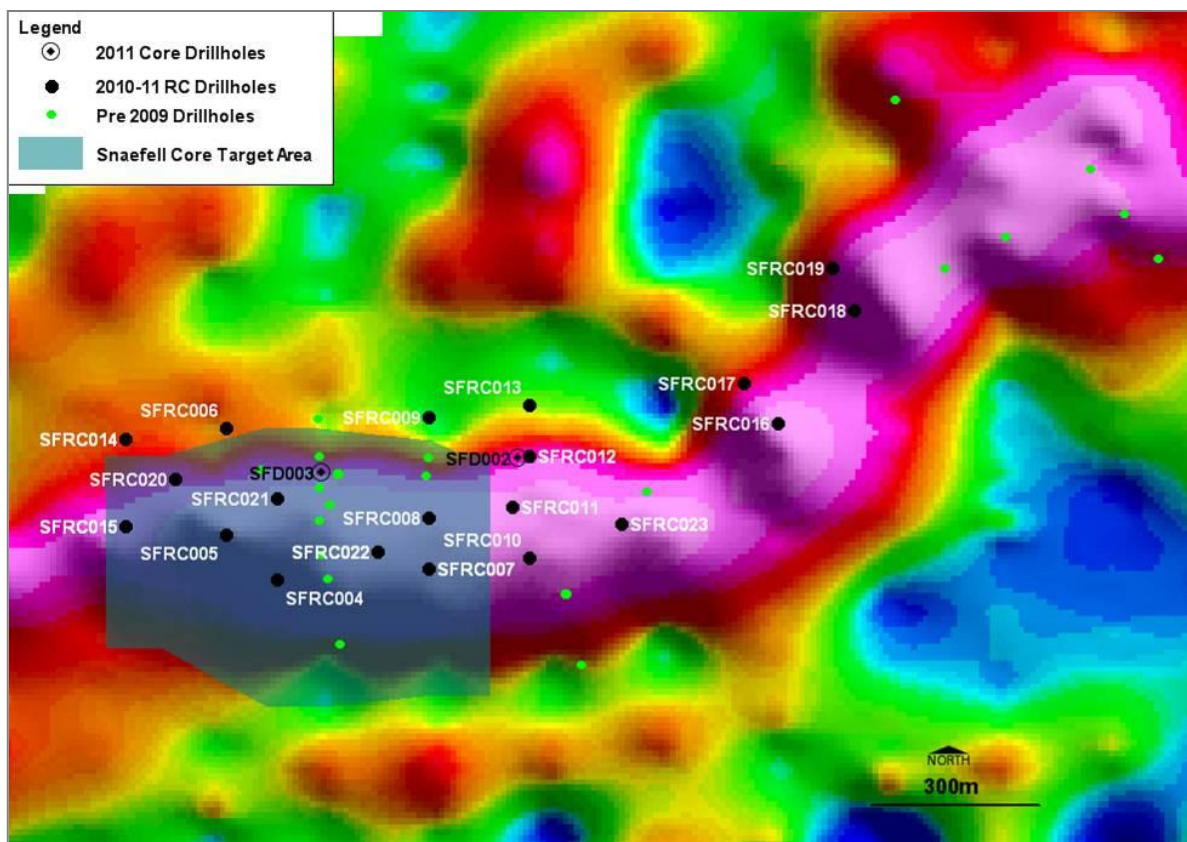 Legend
2011 Core Drillholes
2010-11 RC Drillholes
Pre 2009 Drillholes
Snaefell Core Target Area
SFRC019
SFRC018
SFRC017
SFRC013
SFRC006
SFRC009
SFRC016
SFRC014
SFD002
SFRC012
SFD003
SFRC020
SFRC021
SFRC011
SFRC008
SFRC023
SFRC015
SFRC005
SFRC022
SFRC010
SFRC007
SFRC004
NORTH
300m